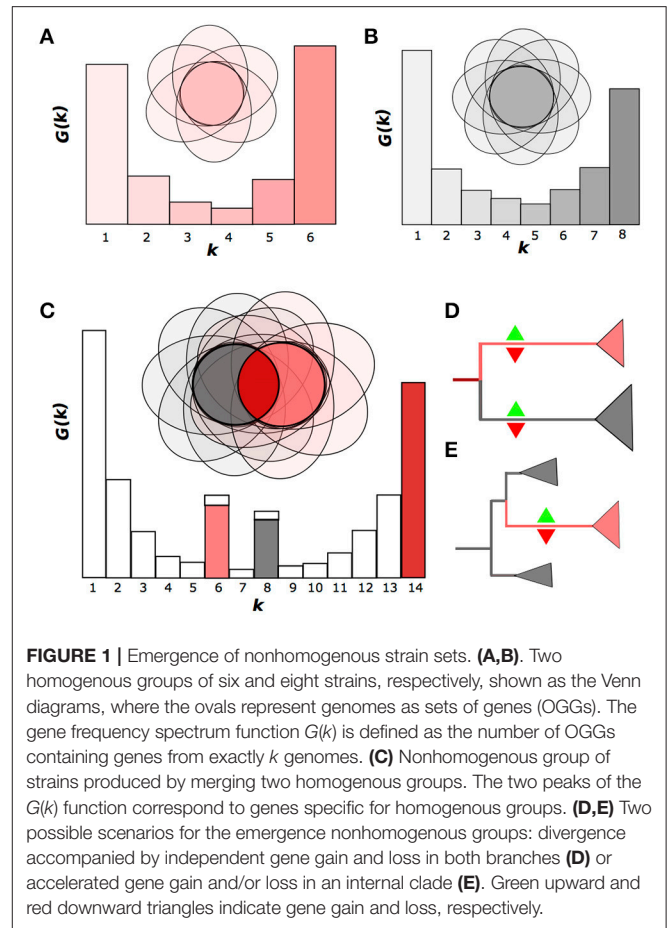 A
B
G(k)
1 2 3 4 5 6
k
G(k)
1 2 3 4 5 6 7 8
k
C
G(k)
1 2 3 4 5 6 7 8 9 10 11 12 13 14
k
D
E
FIGURE 1 | Emergence of nonhomogenous strain sets. (A,B). Two
homogenous groups of six and eight strains, respectively, shown as the Venn
diagrams, where the ovals represent genomes as sets of genes (OGGs). The
gene frequency spectrum function G(k) is defined as the number of OGGs
containing genes from exactly k genomes. (C) Nonhomogenous group of
strains produced by merging two homogenous groups. The two peaks of the
G(k) function correspond to genes specific for homogenous groups. (D,E) Two
possible scenarios for the emergence nonhomogenous groups: divergence
accompanied by independent gene gain and loss in both branches (D) or
accelerated gene gain and/or loss in an internal clade (E). Green upward and
red downward triangles indicate gene gain and loss, respectively.